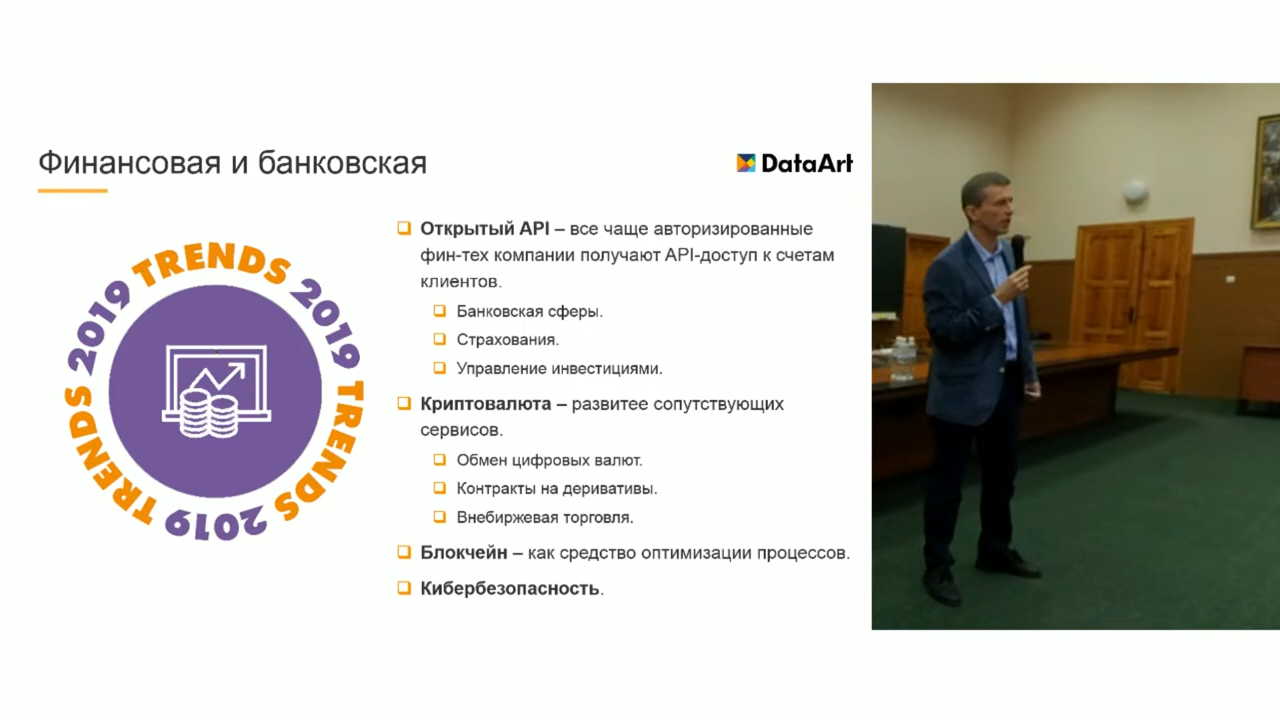 Финансовая и банковская
DataArt
TRENDS 2019 TRENDS 2019 TRENDS 2019
Открытый API – все чаще авторизированные
фин-тех компании получают API-доступ к счетам
клиентов.
Банковская сферы.
Страхования.
Управление инвестициями.
Криптовалюта – развитее сопутствующих
сервисов.
Обмен цифровых валют.
Контракты на деривативы.
Внебиржевая торговля.
Блокчейн – как средство оптимизации процессов.
Кибербезопасность.